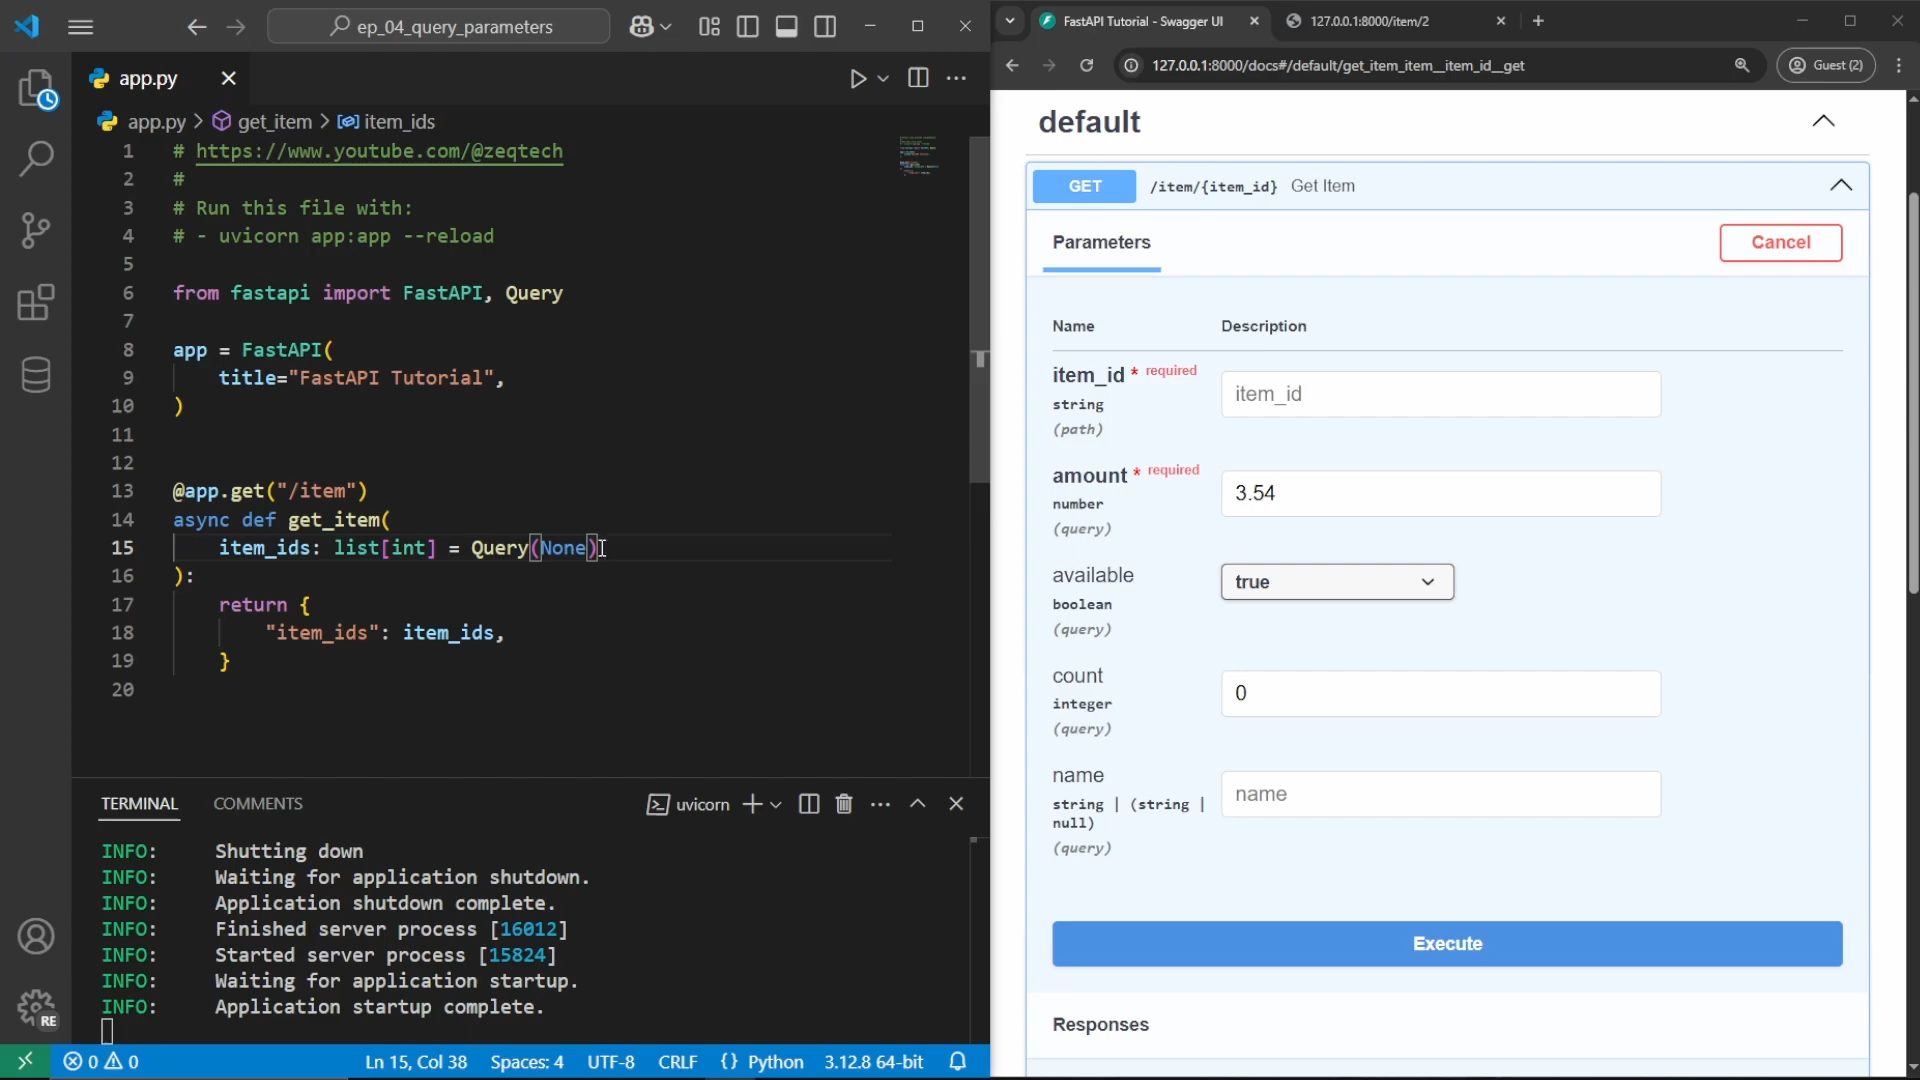 ep_04_query_parameters
app.py
app.py > get_item > item_ids
1 # https://www.youtube.com/@zeqtech
2 #
3 # Run this file with:
4 # - uvicorn app:app --reload
5
6 from fastapi import FastAPI, Query
7
8 app = FastAPI(
9 title="FastAPI Tutorial",
10 )
11
12
13 @app.get("/item")
14 async def get_item(
15 item_ids: list[int] = Query(None)
16 ):
17 return {
18 "item_ids": item_ids,
19 }
20
TERMINAL COMMENTS
uvicorn
INFO: Shutting down
INFO: Waiting for application shutdown.
INFO: Application shutdown complete.
INFO: Finished server process [16012]
INFO: Started server process [15824]
INFO: Waiting for application startup.
INFO: Application startup complete.
RE
0 0 Ln 15, Col 38 Spaces: 4 UTF-8 CRLF {} Python 3.12.8 64-bit
FastAPI Tutorial - Swagger UI
127.0.0.1:8000/item/2
127.0.0.1:8000/docs#/default/get_item_item__item_id__get
Guest (2)
default
GET /item/{item_id} Get Item
Parameters
Cancel
Name Description
item_id * required
string
(path)
item_id
amount * required
number
(query)
3.54
available
boolean
(query)
true
count
integer
(query)
0
name
string | (string |
null)
(query)
name
Execute
Responses